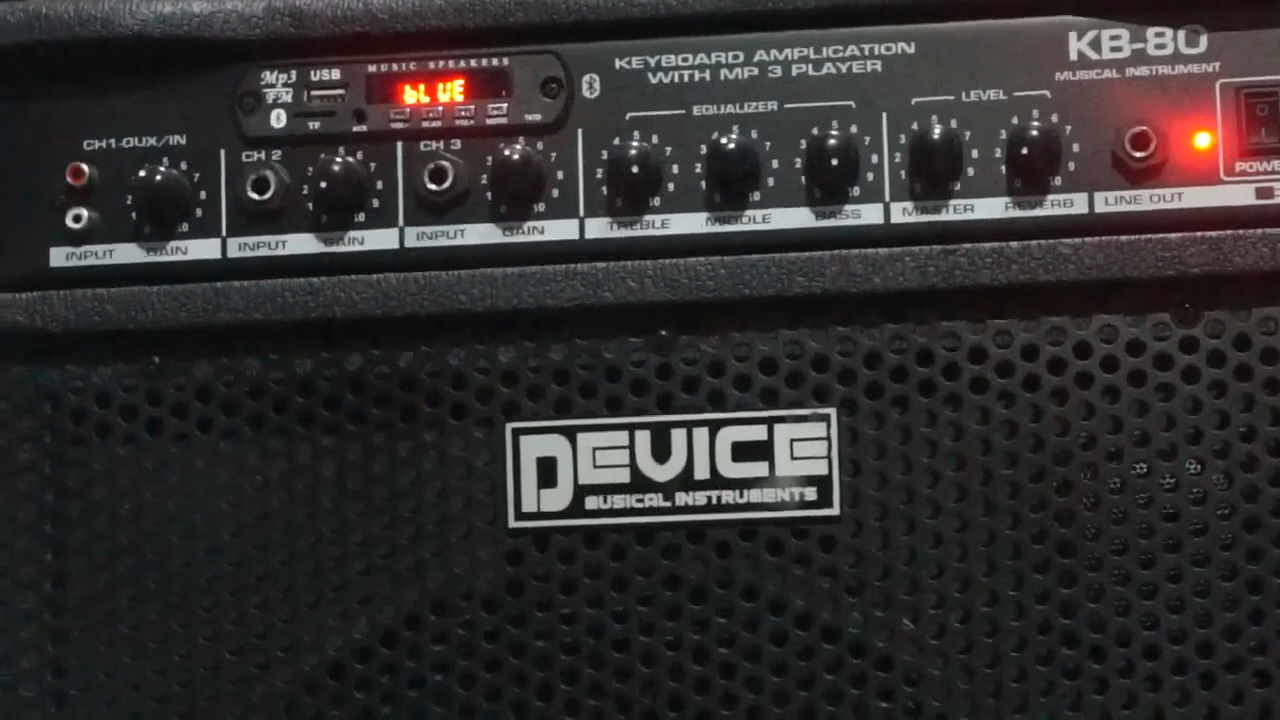 KEYBOARD AMPLICATION
WITH MP 3 PLAYER
KB-80
MUSICAL INSTRUMENT
Mp3
FM
USB
MUSIC SPEAKERS
bLUE
TF
EQUALIZER
LEVEL
CH1-OUX/IN
CH 2
CH 3
INPUT GAIN
INPUT GAIN
INPUT GAIN
TREBLE MIDDLE BASS
MASTER REVERB
LINE OUT
POWE
DEVICE
MUSICAL INSTRUMENTS